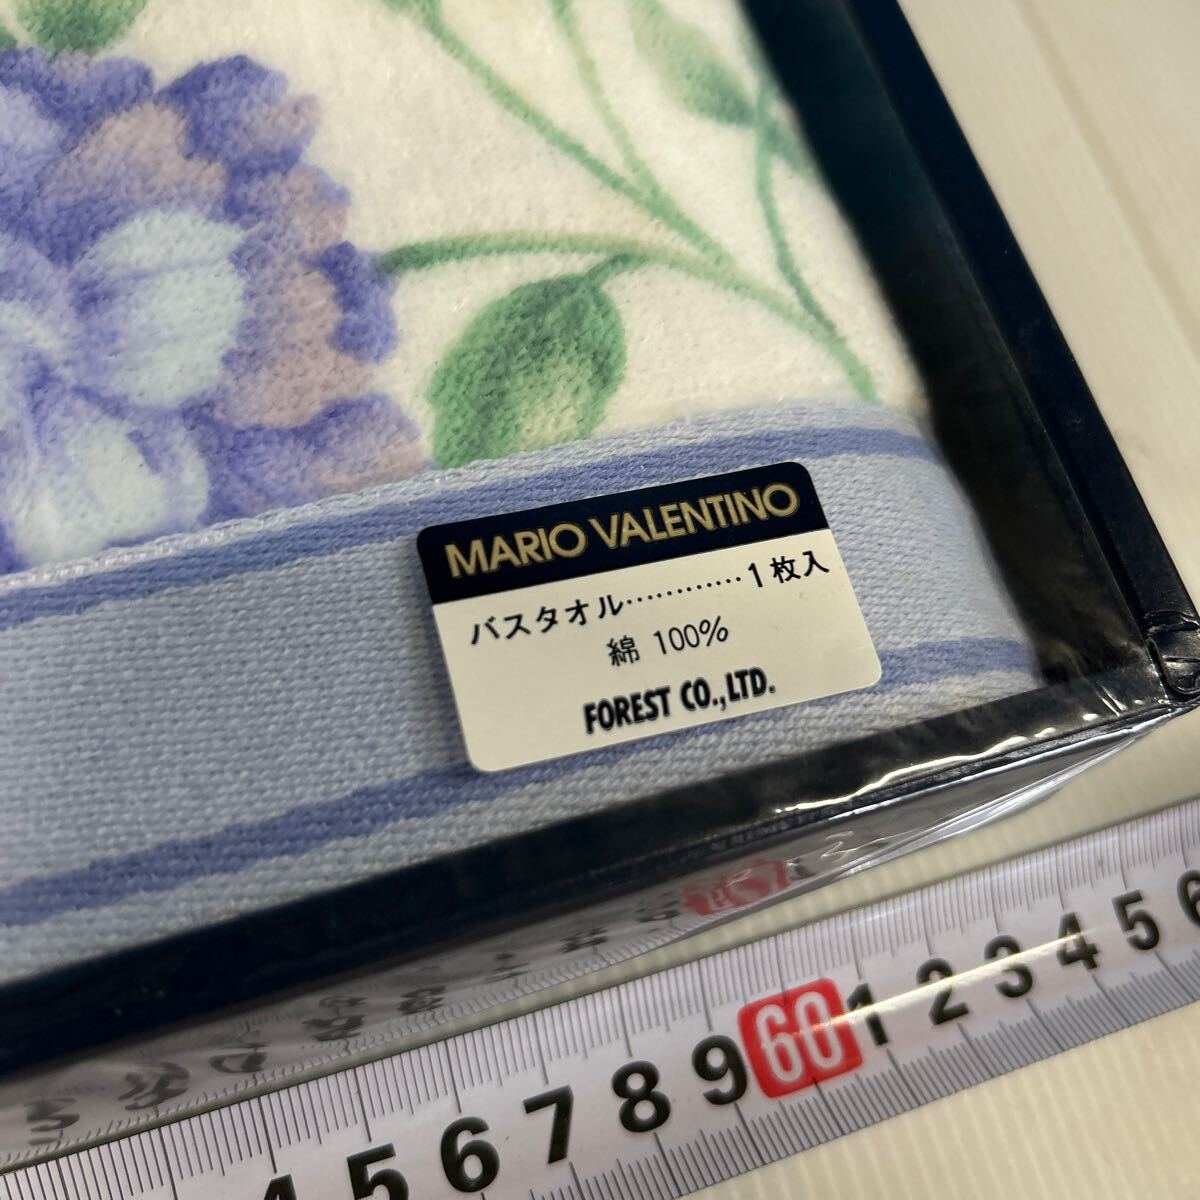 MARIO VALENTINO
バスタオル…………1枚入
綿 100%
FOREST CO.,LTD.
4 5 6 7 8 9 60 1 2 3 4 5 6